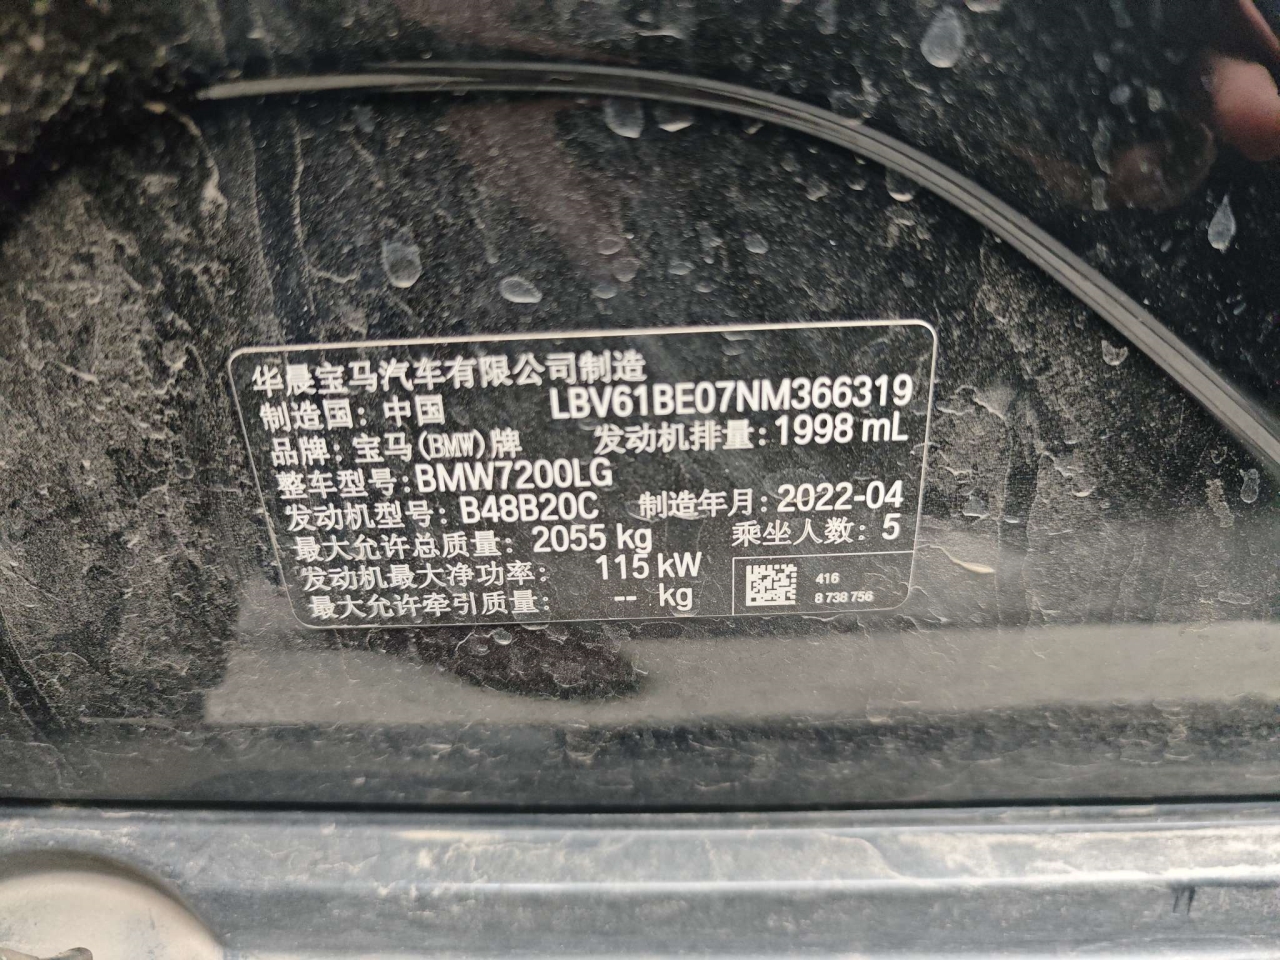 华晨宝马汽车有限公司制造
制造国：中国 LBV61BE07NM366319
品牌：宝马(BMW)牌 发动机排量：1998 mL
整车型号：BMW7200LG
发动机型号：B48B20C 制造年月：2022-04
最大允许总质量：2055 kg 乘坐人数：5
发动机最大净功率：115 kW
最大允许牵引质量：-- kg
416
8 738 756